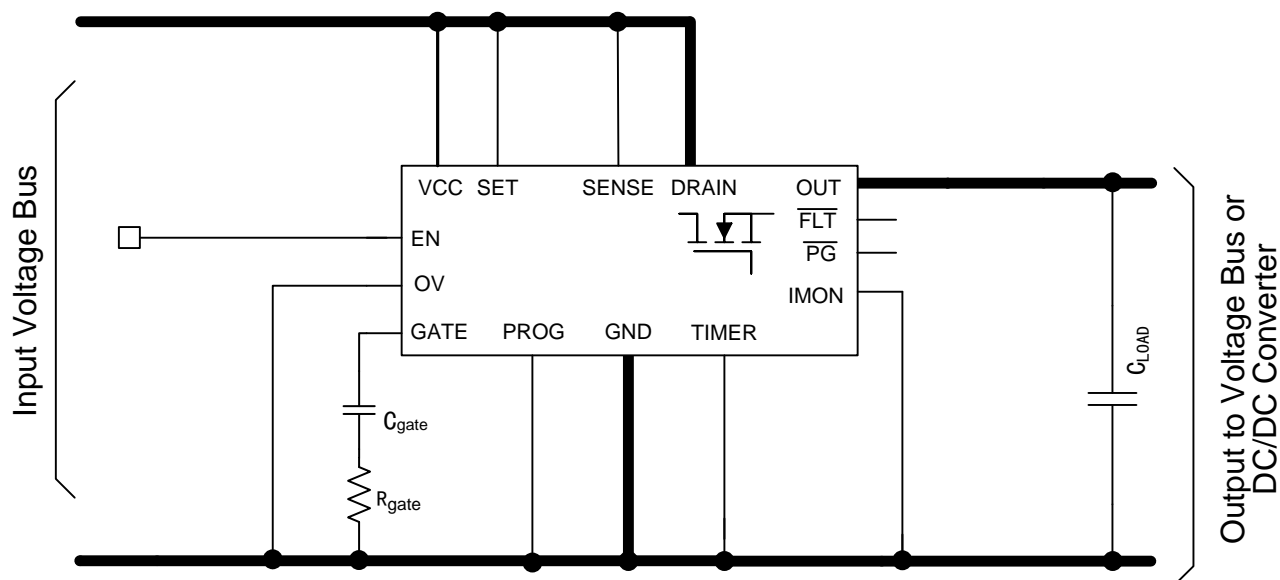 Input Voltage Bus
VCC SET SENSE DRAIN OUT
FLT
EN
PG
OV
IMON
GATE PROG GND TIMER
Cgate
Rgate
CLOAD
Output to Voltage Bus or
DC/DC Converter